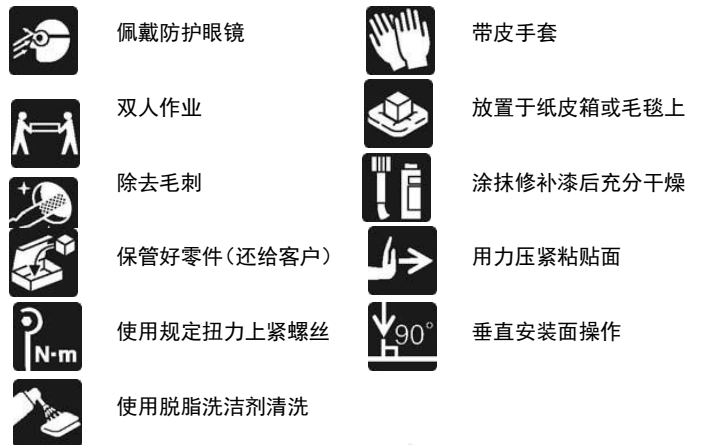 佩戴防护眼镜
带皮手套
双人作业
放置于纸皮箱或毛毯上
除去毛刺
涂抹修补漆后充分干燥
保管好零件（还给客户）
用力压紧粘贴面
N·m
使用规定扭力上紧螺丝
90°
垂直安装面操作
使用脱脂洗洁剂清洗